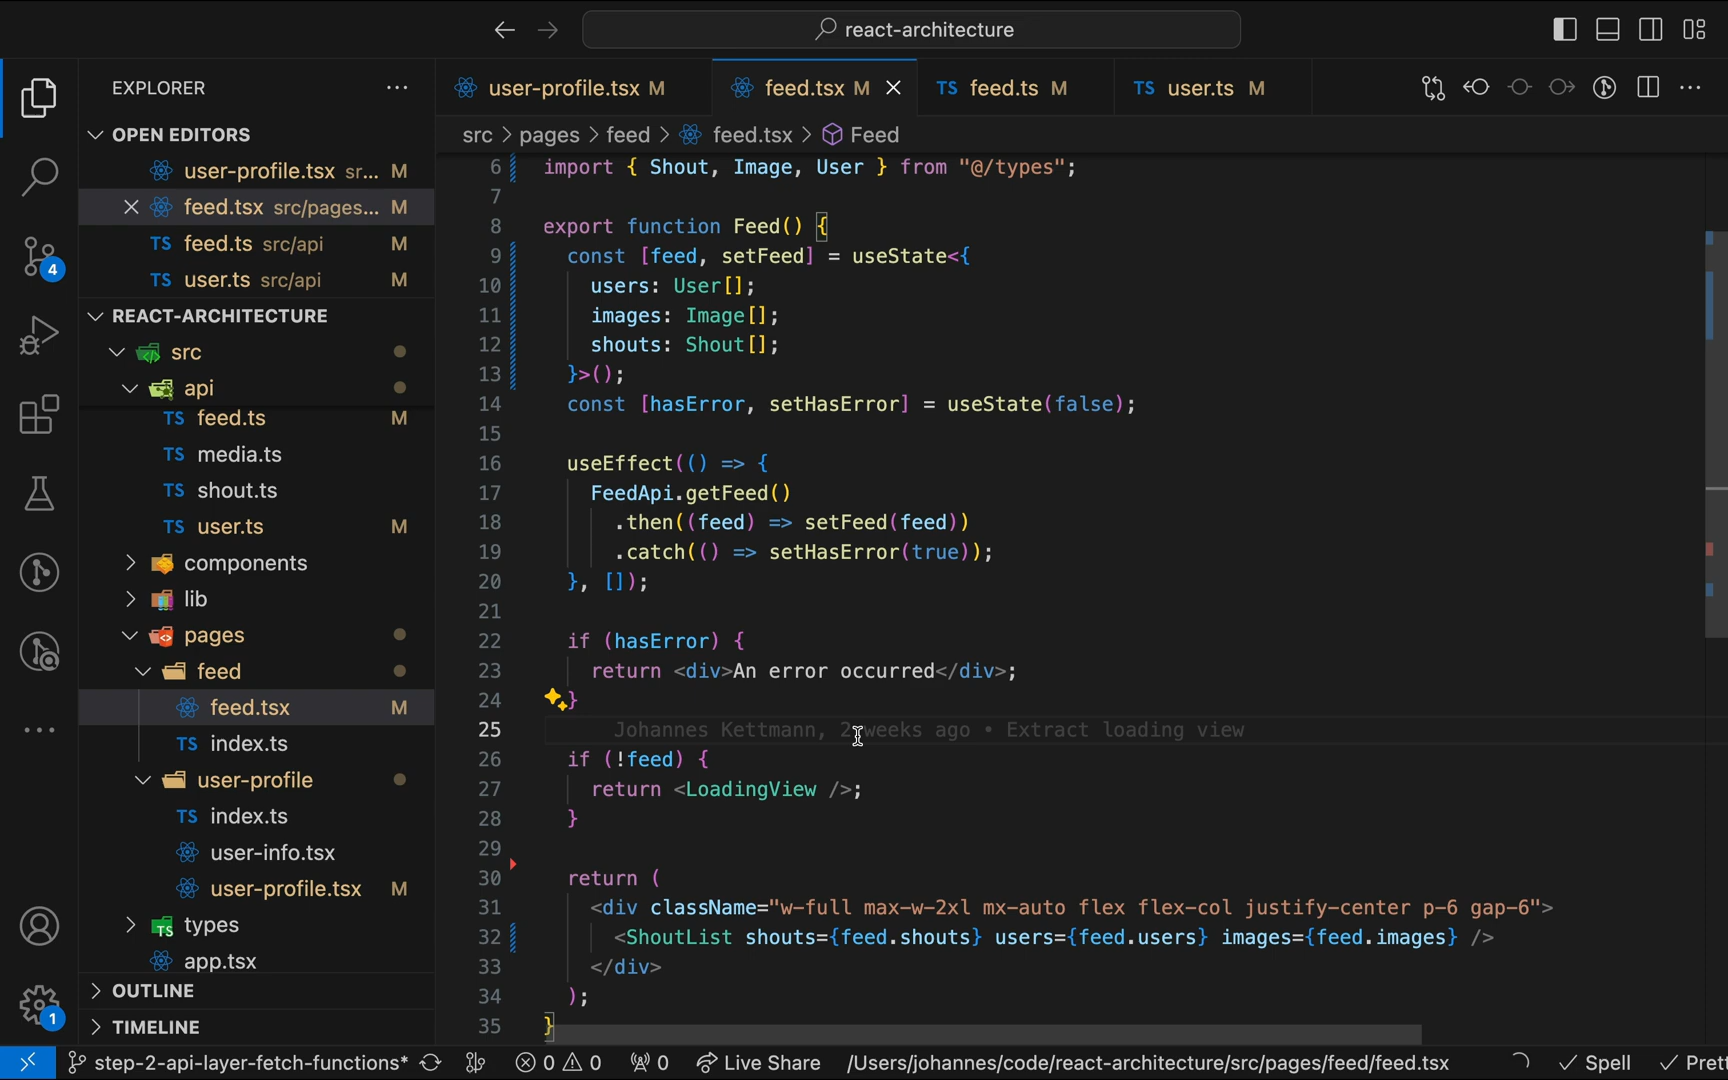 react-architecture
EXPLORER
OPEN EDITORS
user-profile.tsx sr... M
feed.tsx src/pages... M
TS feed.ts src/api M
TS user.ts src/api M
REACT-ARCHITECTURE
src
api
TS feed.ts M
TS media.ts
TS shout.ts
TS user.ts M
components
lib
pages
feed
feed.tsx M
TS index.ts
user-profile
TS index.ts
user-info.tsx
user-profile.tsx M
types
app.tsx
OUTLINE
TIMELINE
4
1
user-profile.tsx M feed.tsx M TS feed.ts M TS user.ts M
src > pages > feed > feed.tsx > Feed
6 import { Shout, Image, User } from "@/types";
7
8 export function Feed() {
9 const [feed, setFeed] = useState<{
10 users: User[];
11 images: Image[];
12 shouts: Shout[];
13 }>();
14 const [hasError, setHasError] = useState(false);
15
16 useEffect(() => {
17 FeedApi.getFeed()
18 .then((feed) => setFeed(feed))
19 .catch(() => setHasError(true));
20 }, []);
21
22 if (hasError) {
23 return <div>An error occurred</div>;
24 }
25 Johannes Kettmann, 2 weeks ago • Extract loading view
26 if (!feed) {
27 return <LoadingView />;
28 }
29
30 return (
31 <div className="w-full max-w-2xl mx-auto flex flex-col justify-center p-6 gap-6">
32 <ShoutList shouts={feed.shouts} users={feed.users} images={feed.images} />
33 </div>
34 );
35 }
step-2-api-layer-fetch-functions* 0 0 0 Live Share /Users/johannes/code/react-architecture/src/pages/feed/feed.tsx Spell Prett